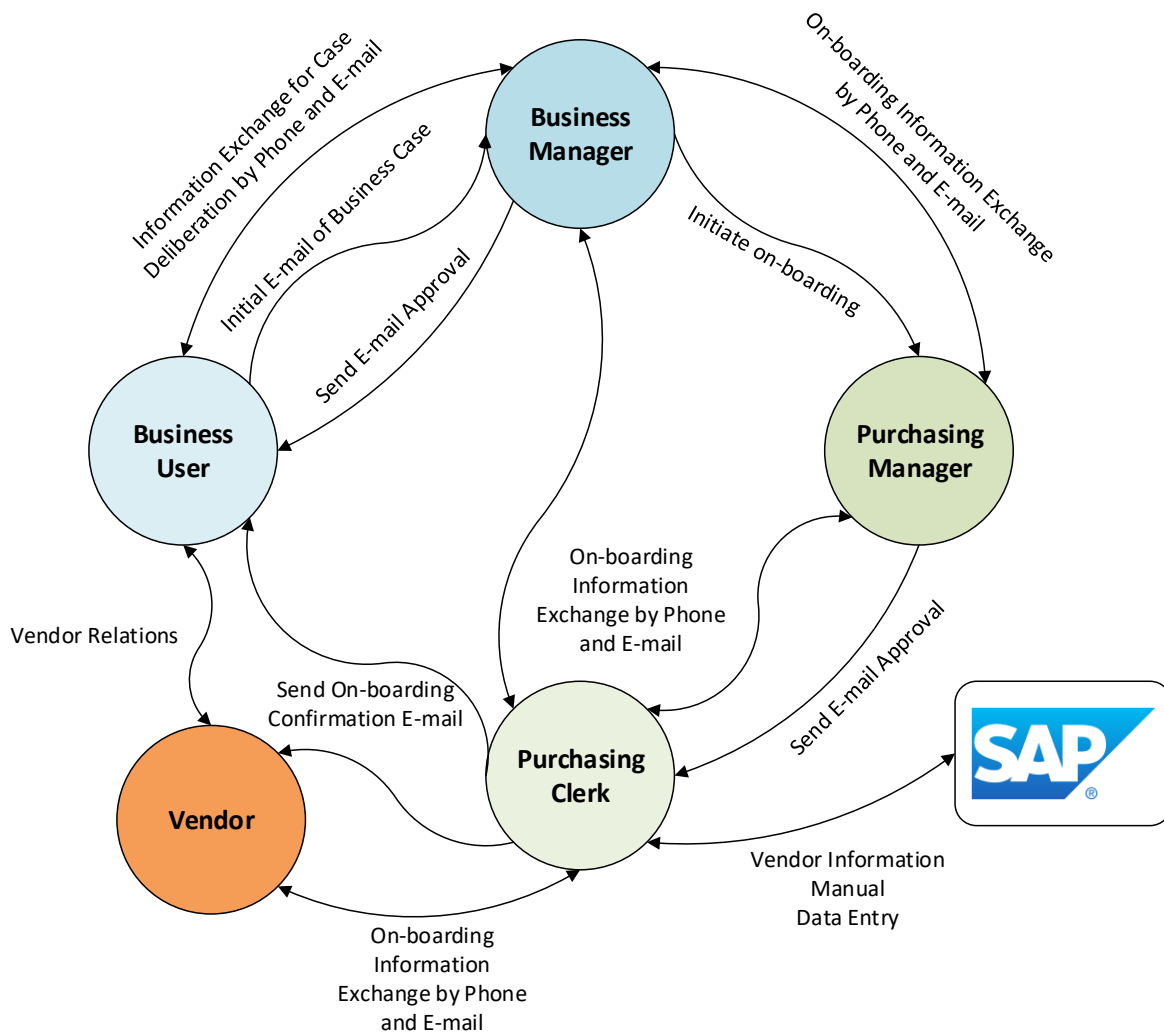 Information Exchange for Case
Deliberation by Phone and E-mail
Initial E-mail of Business Case
Send E-mail Approval
Business
Manager
On-boarding Information Exchange
by Phone and E-mail
Initiate on-boarding
Business
User
Purchasing
Manager
On-boarding
Information
Exchange by Phone
and E-mail
Vendor Relations
Send On-boarding
Confirmation E-mail
Send E-mail Approval
Purchasing
Clerk
SAP
®
Vendor
Vendor Information
Manual
Data Entry
On-boarding
Information
Exchange by Phone
and E-mail